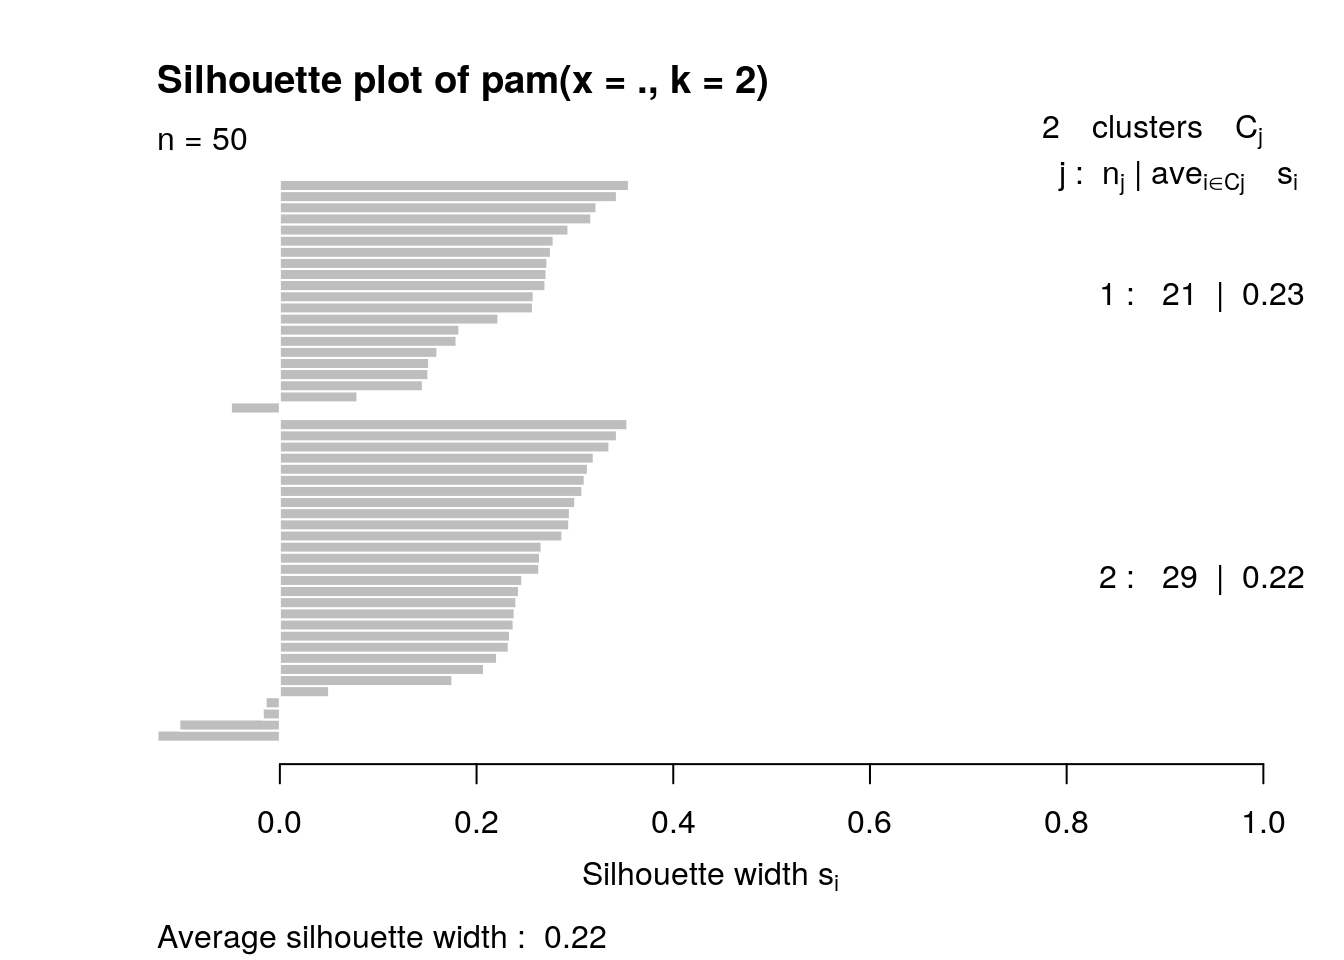 Silhouette plot of pam(x = ., k = 2)
n = 50
2 clusters Cj
j : nj | avei∈Cj si
1 : 21 | 0.23
2 : 29 | 0.22
0.0 0.2 0.4 0.6 0.8 1.0
Silhouette width si
Average silhouette width : 0.22